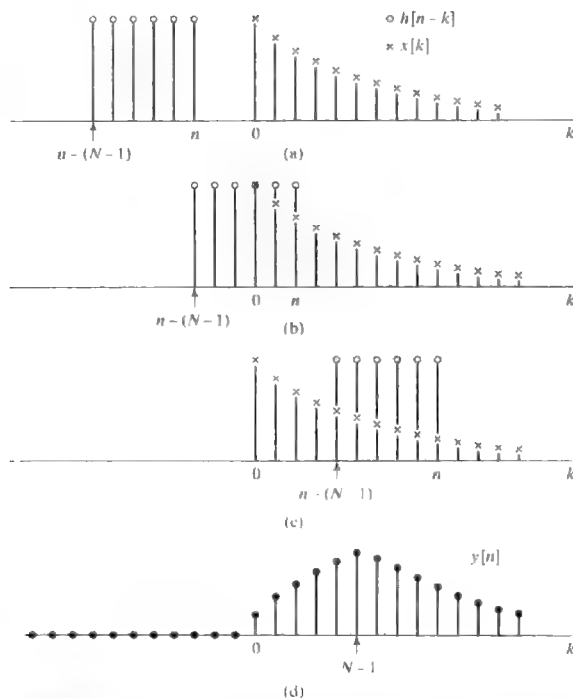 h[n − k]
x[k]
n
0
k
n − (N − 1)
(a)
0
n
k
n − (N − 1)
(b)
0
n
k
n − (N − 1)
(c)
y[n]
0
k
N − 1
(d)